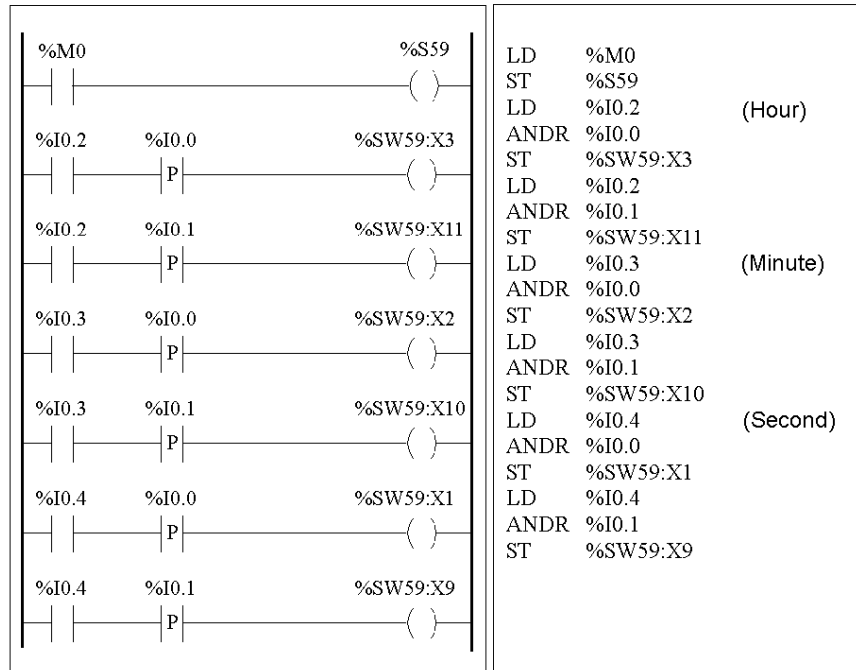 %M0 %S59
%I0.2 %I0.0 %SW59:X3
P
%I0.2 %I0.1 %SW59:X11
P
%I0.3 %I0.0 %SW59:X2
P
%I0.3 %I0.1 %SW59:X10
P
%I0.4 %I0.0 %SW59:X1
P
%I0.4 %I0.1 %SW59:X9
P
LD %M0
ST %S59
LD %I0.2 (Hour)
ANDR %I0.0
ST %SW59:X3
LD %I0.2
ANDR %I0.1
ST %SW59:X11
LD %I0.3 (Minute)
ANDR %I0.0
ST %SW59:X2
LD %I0.3
ANDR %I0.1
ST %SW59:X10
LD %I0.4 (Second)
ANDR %I0.0
ST %SW59:X1
LD %I0.4
ANDR %I0.1
ST %SW59:X9